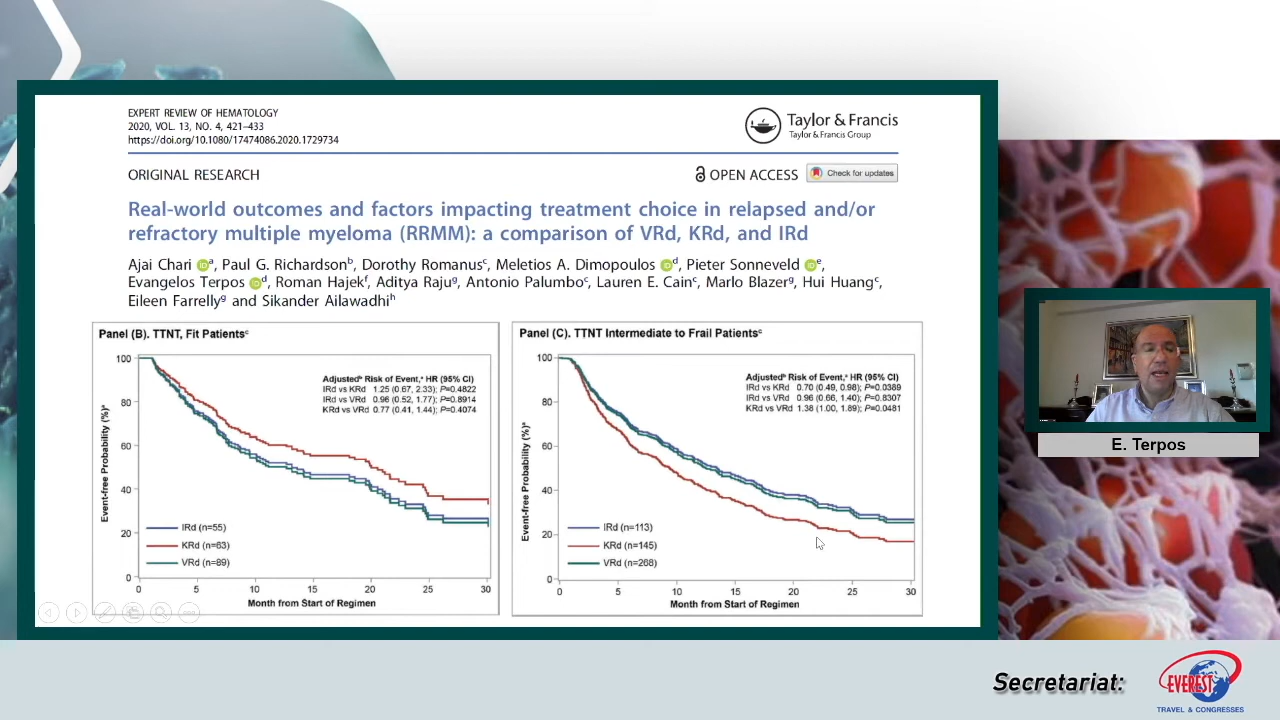 EXPERT REVIEW OF HEMATOLOGY
2020, VOL. 13, NO. 4, 421–433
https://doi.org/10.1080/17474086.2020.1729734
Taylor & Francis
Taylor & Francis Group
ORIGINAL RESEARCH
OPEN ACCESS
Check for updates
Real-world outcomes and factors impacting treatment choice in relapsed and/or
refractory multiple myeloma (RRMM): a comparison of VRd, KRd, and IRd
Ajai Chari iD a, Paul G. Richardson b, Dorothy Romanus c, Meletios A. Dimopoulos iD d, Pieter Sonneveld iD e,
Evangelos Terpos iD d, Roman Hajek f, Aditya Raju g, Antonio Palumbo c, Lauren E. Cain c, Marlo Blazer g, Hui Huang c,
Eileen Farrelly g and Sikander Ailawadhi h
Panel (B). TTNT, Fit Patients c
Adjusted b Risk of Event, a HR (95% CI)
IRd vs KRd 1.25 (0.67, 2.33); P=0.4822
IRd vs VRd 0.96 (0.52, 1.77); P=0.8914
KRd vs VRd 0.77 (0.41, 1.44); P=0.4074
Event-free Probability (%) a
100
80
60
40
20
0
IRd (n=55)
KRd (n=63)
VRd (n=89)
0 5 10 15 20 25 30
Month from Start of Regimen
Panel (C). TTNT Intermediate to Frail Patients c
Adjusted b Risk of Event, a HR (95% CI)
IRd vs KRd 0.70 (0.49, 0.98); P=0.0389
IRd vs VRd 0.96 (0.66, 1.40); P=0.8307
KRd vs VRd 1.38 (1.00, 1.89); P=0.0481
Event-free Probability (%) a
100
80
60
40
20
0
IRd (n=113)
KRd (n=145)
VRd (n=268)
0 5 10 15 20 25 30
Month from Start of Regimen
E. Terpos
Secretariat:
EVEREST
TRAVEL & CONGRESSES